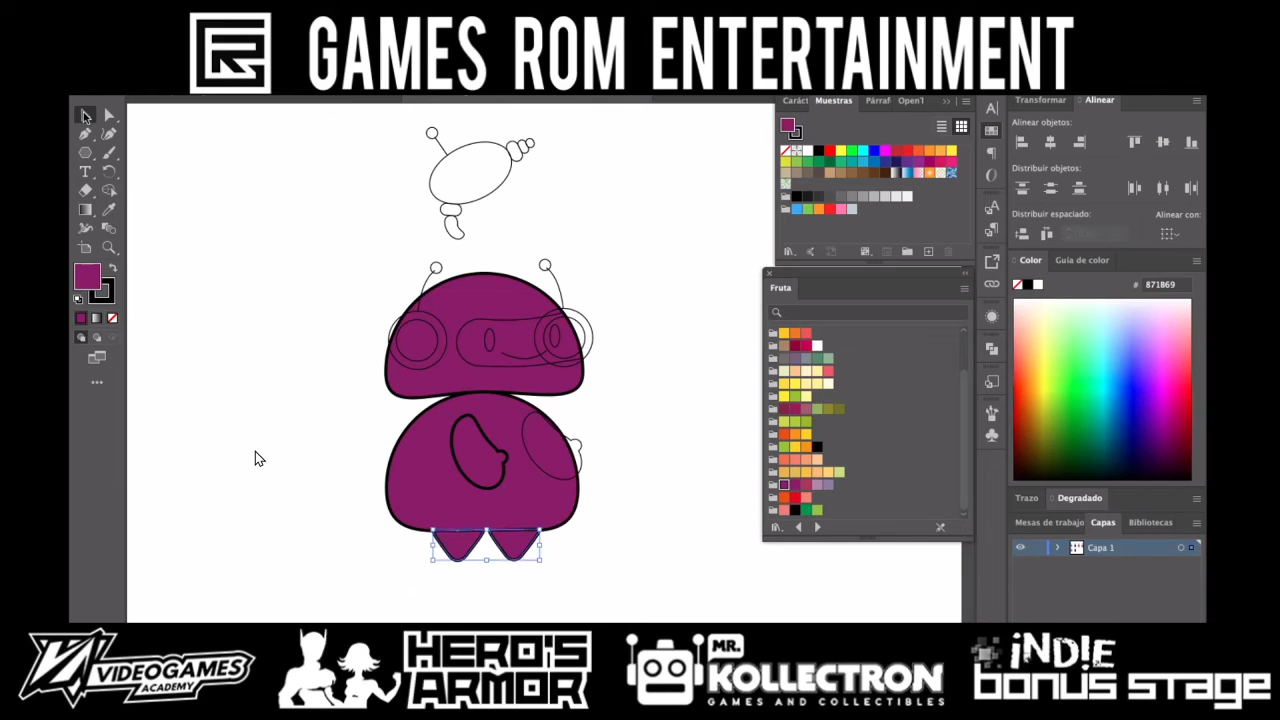 GAMES ROM ENTERTAINMENT
Caráct Muestras Párraf OpenT
Transformar Alinear
Alinear objetos:
Distribuir objetos:
Distribuir espaciado: Alinear con:
Color Guía de color
# 871B69
Fruta
Trazo Degradado
Mesas de trabajo Capas Bibliotecas
Capa 1
VIDEOGAMES
ACADEMY
HERO'S
ARMOR
MR.
KOLLECTRON
GAMES AND COLLECTIBLES
INDIE
BONUS STAGE